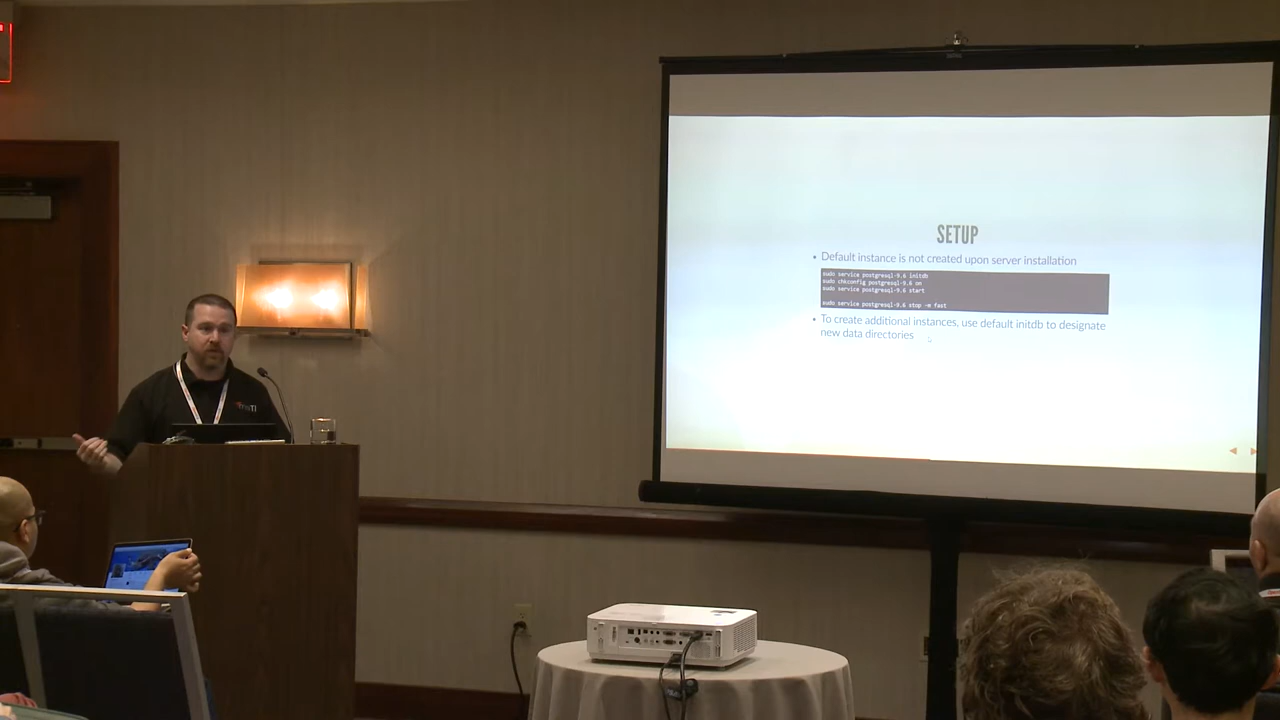 SETUP
• Default instance is not created upon server installation
sudo service postgresql-9.6 initdb
sudo chkconfig postgresql-9.6 on
sudo service postgresql-9.6 start
sudo service postgresql-9.6 stop -m fast
• To create additional instances, use default initdb to designate
new data directories